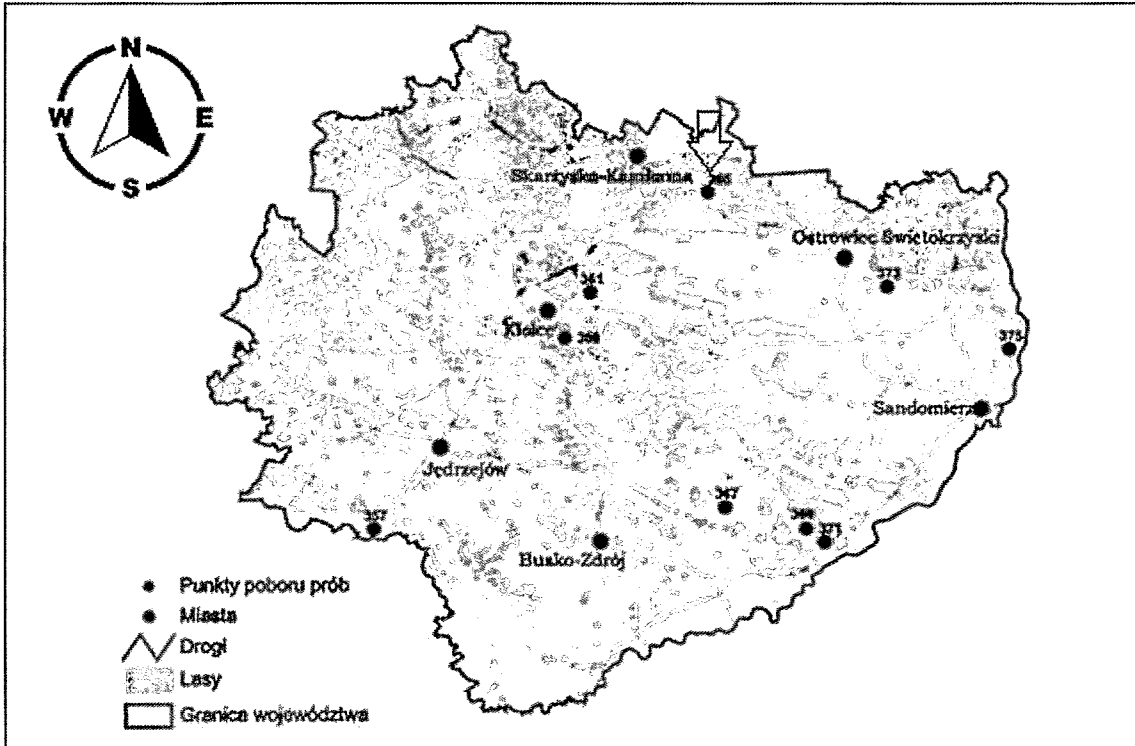 N
W E
S
Skarżysko-Kamienna
Ostrowiec Świętokrzyski
373
361
Kielce
375
Sandomierz
Jędrzejów
367
357
371
Busko-Zdrój
Punkty poboru prób
Miasta
Drogi
Lasy
Granica województwa